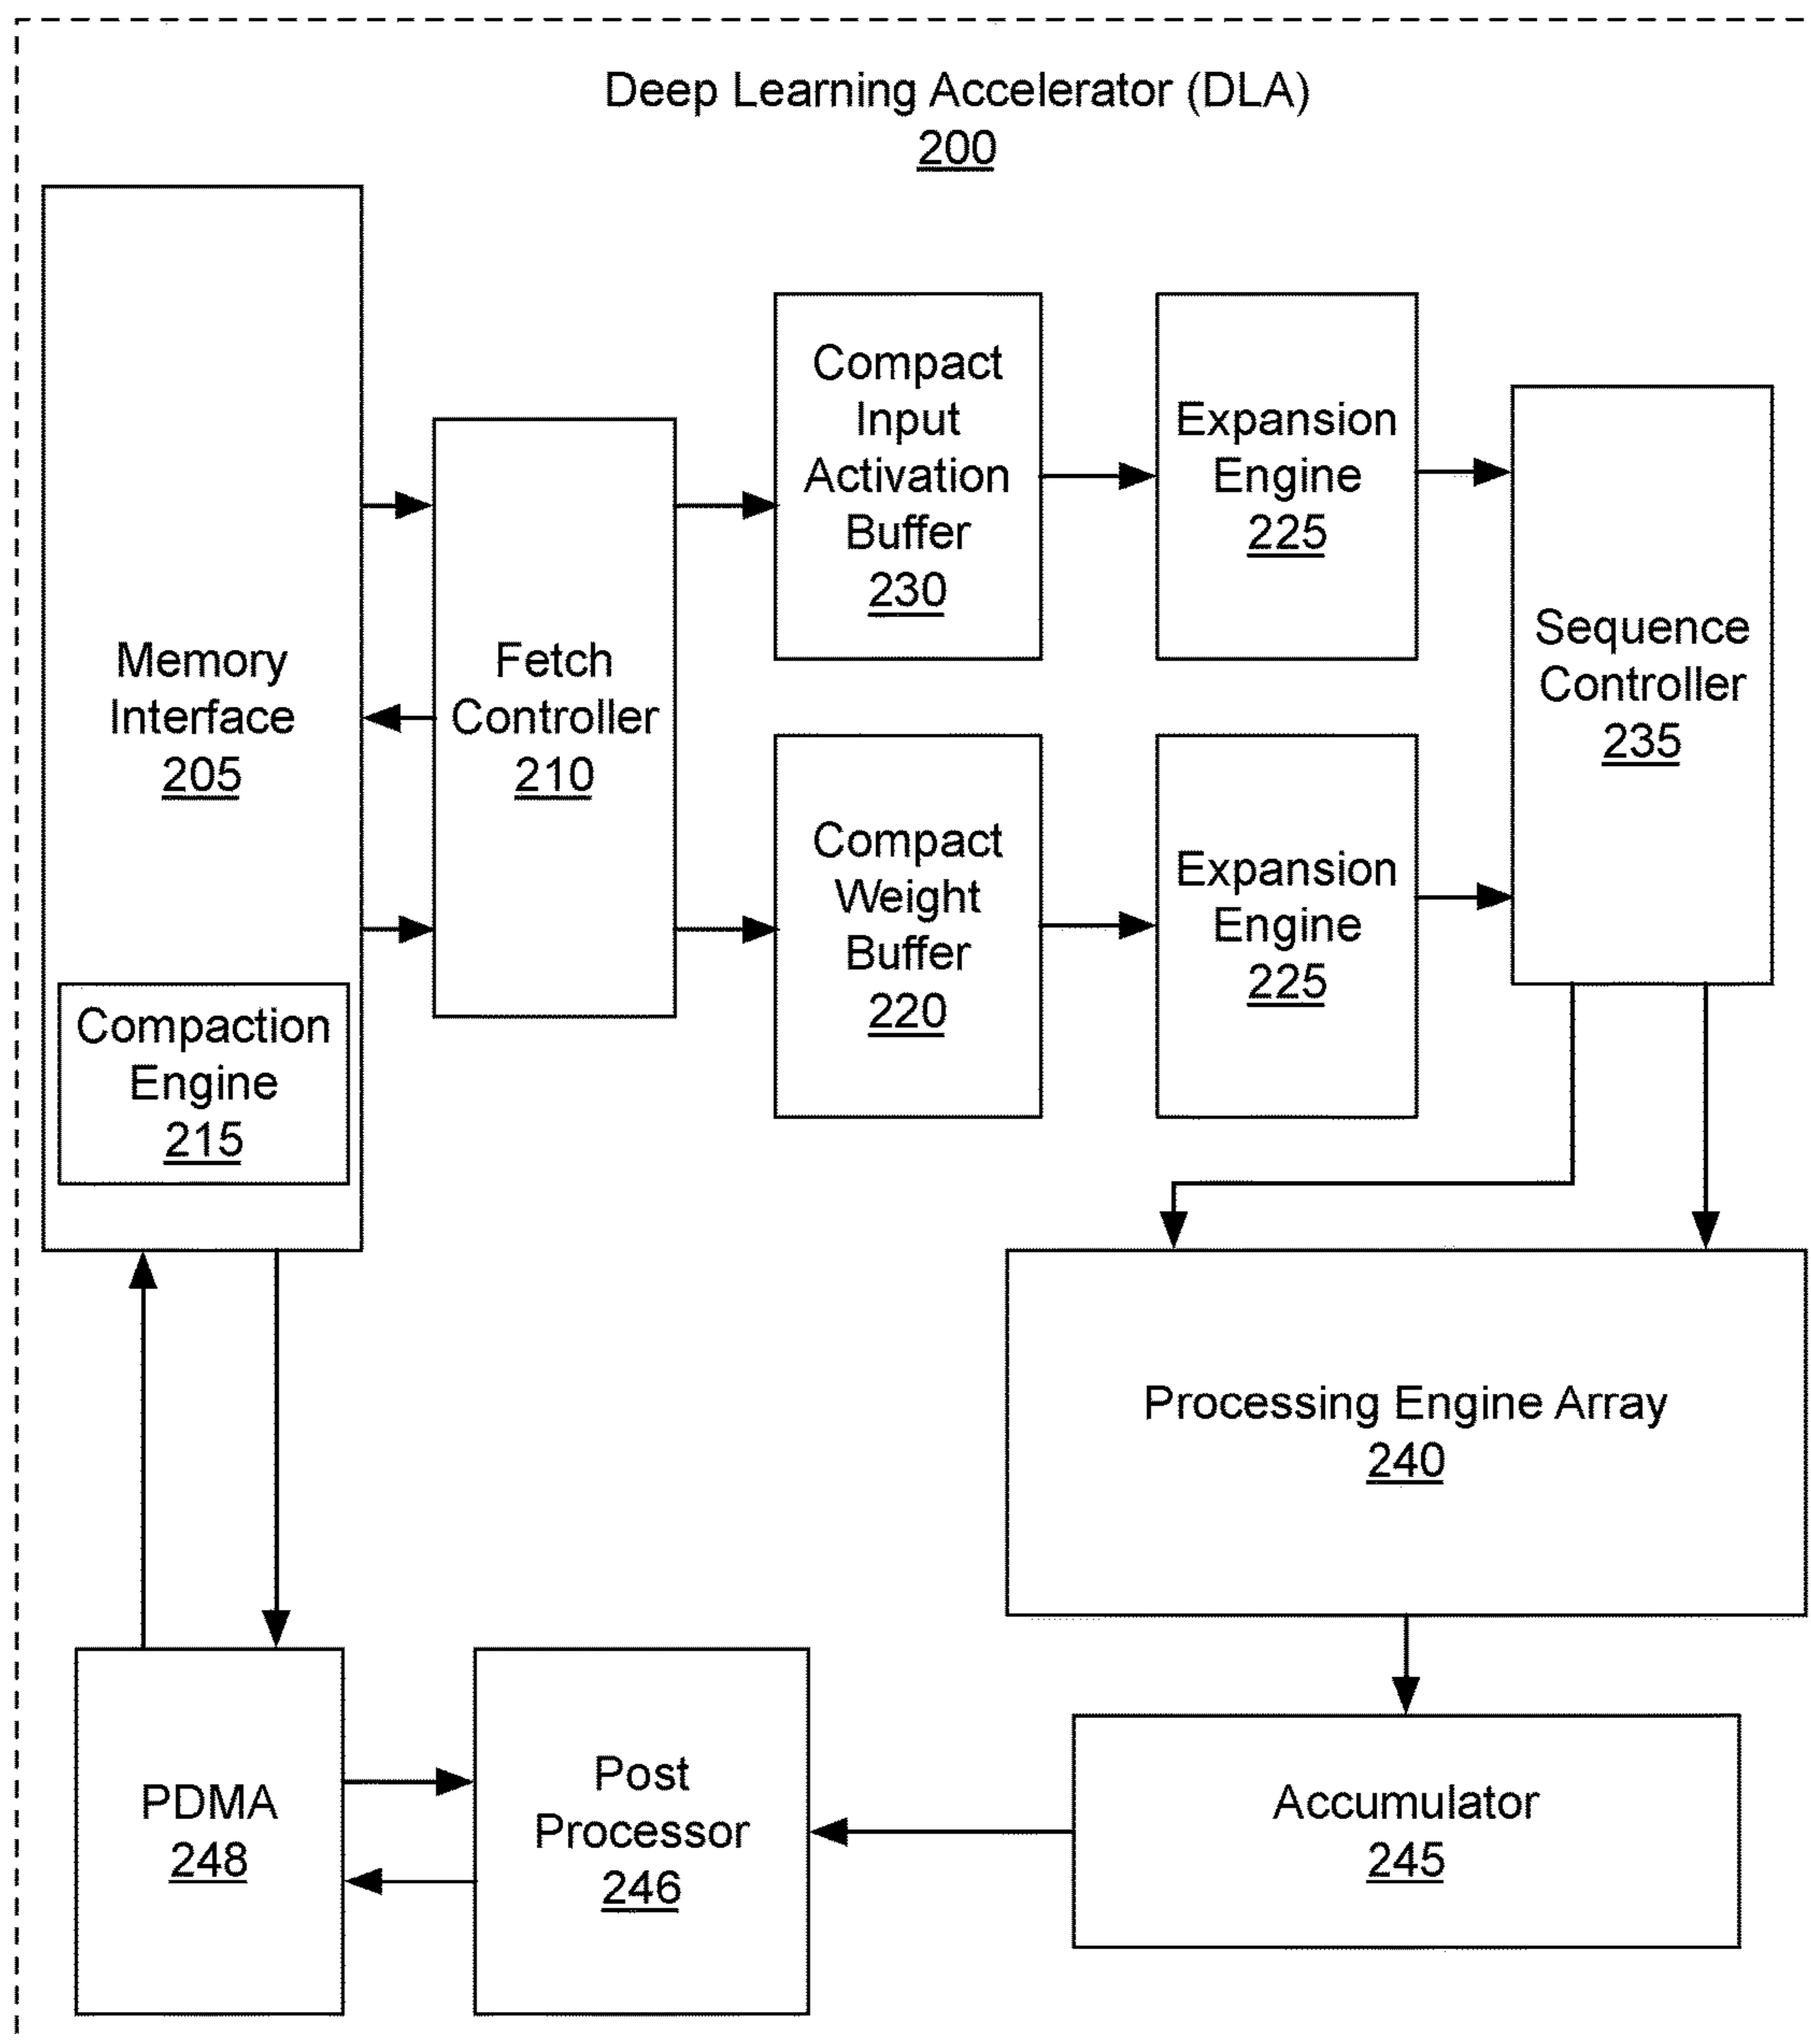 Deep Learning Accelerator (DLA)
200
Memory
Interface
205
Compaction
Engine
215
Fetch
Controller
210
Compact
Input
Activation
Buffer
230
Expansion
Engine
225
Compact
Weight
Buffer
220
Expansion
Engine
225
Sequence
Controller
235
Processing Engine Array
240
Accumulator
245
Post
Processor
246
PDMA
248